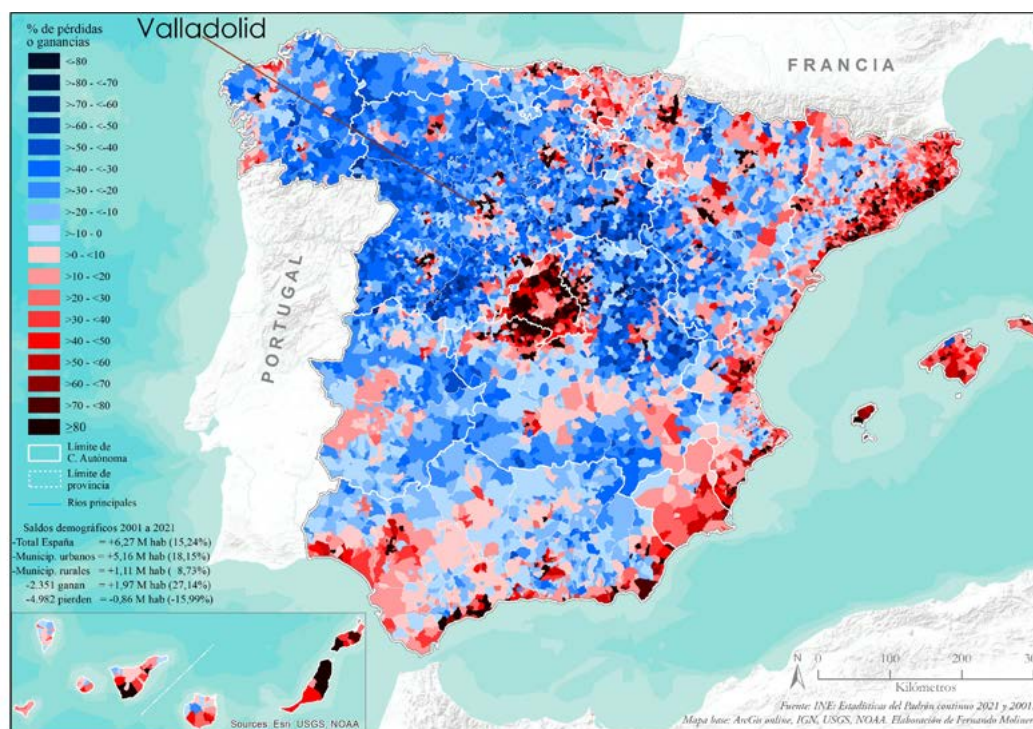 % de pérdidas
o ganancias
<-80
>-80 - <-70
>-70 - <-60
>-60 - <-50
>-50 - <-40
>-40 - <-30
>-30 - <-20
>-20 - <-10
>-10 - 0
>0 - <10
>10 - <20
>20 - <30
>30 - <40
>40 - <50
>50 - <60
>60 - <70
>70 - <80
≥80
Límite de
C. Autónoma
Límite de
provincia
Ríos principales
Saldos demográficos 2001 a 2021
-Total España = +6,27 M hab (15,24%)
-Municip. urbanos = +5,16 M hab (18,15%)
-Municip. rurales = +1,11 M hab ( 8,73%)
-2.351 ganan = +1,97 M hab (27,14%)
-4.982 pierden = -0,86 M hab (-15,99%)
Valladolid
FRANCIA
PORTUGAL
Sources: Esri, USGS, NOAA
N
0 100 200 30
Kilómetros
Fuente: INE: Estadísticas del Padrón continuo 2021 y 2001.
Mapa base: ArcGis online, IGN, USGS, NOAA. Elaboración de Fernando Moliner